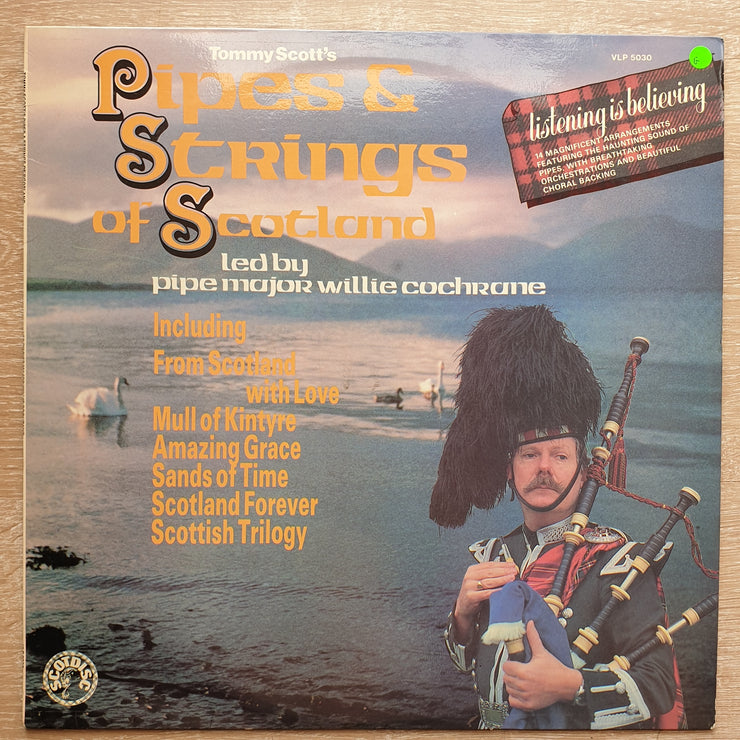 Tommy Scott's
Pipes &
Strings
of Scotland
led by
pipe major willie cochrane
VLP 5030
listening is believing
14 MAGNIFICENT ARRANGEMENTS
FEATURING THE HAUNTING SOUND OF
PIPES, WITH BREATHTAKING
ORCHESTRATIONS AND BEAUTIFUL
CHORAL BACKING
Including
From Scotland
with Love
Mull of Kintyre
Amazing Grace
Sands of Time
Scotland Forever
Scottish Trilogy
SCOTDISC